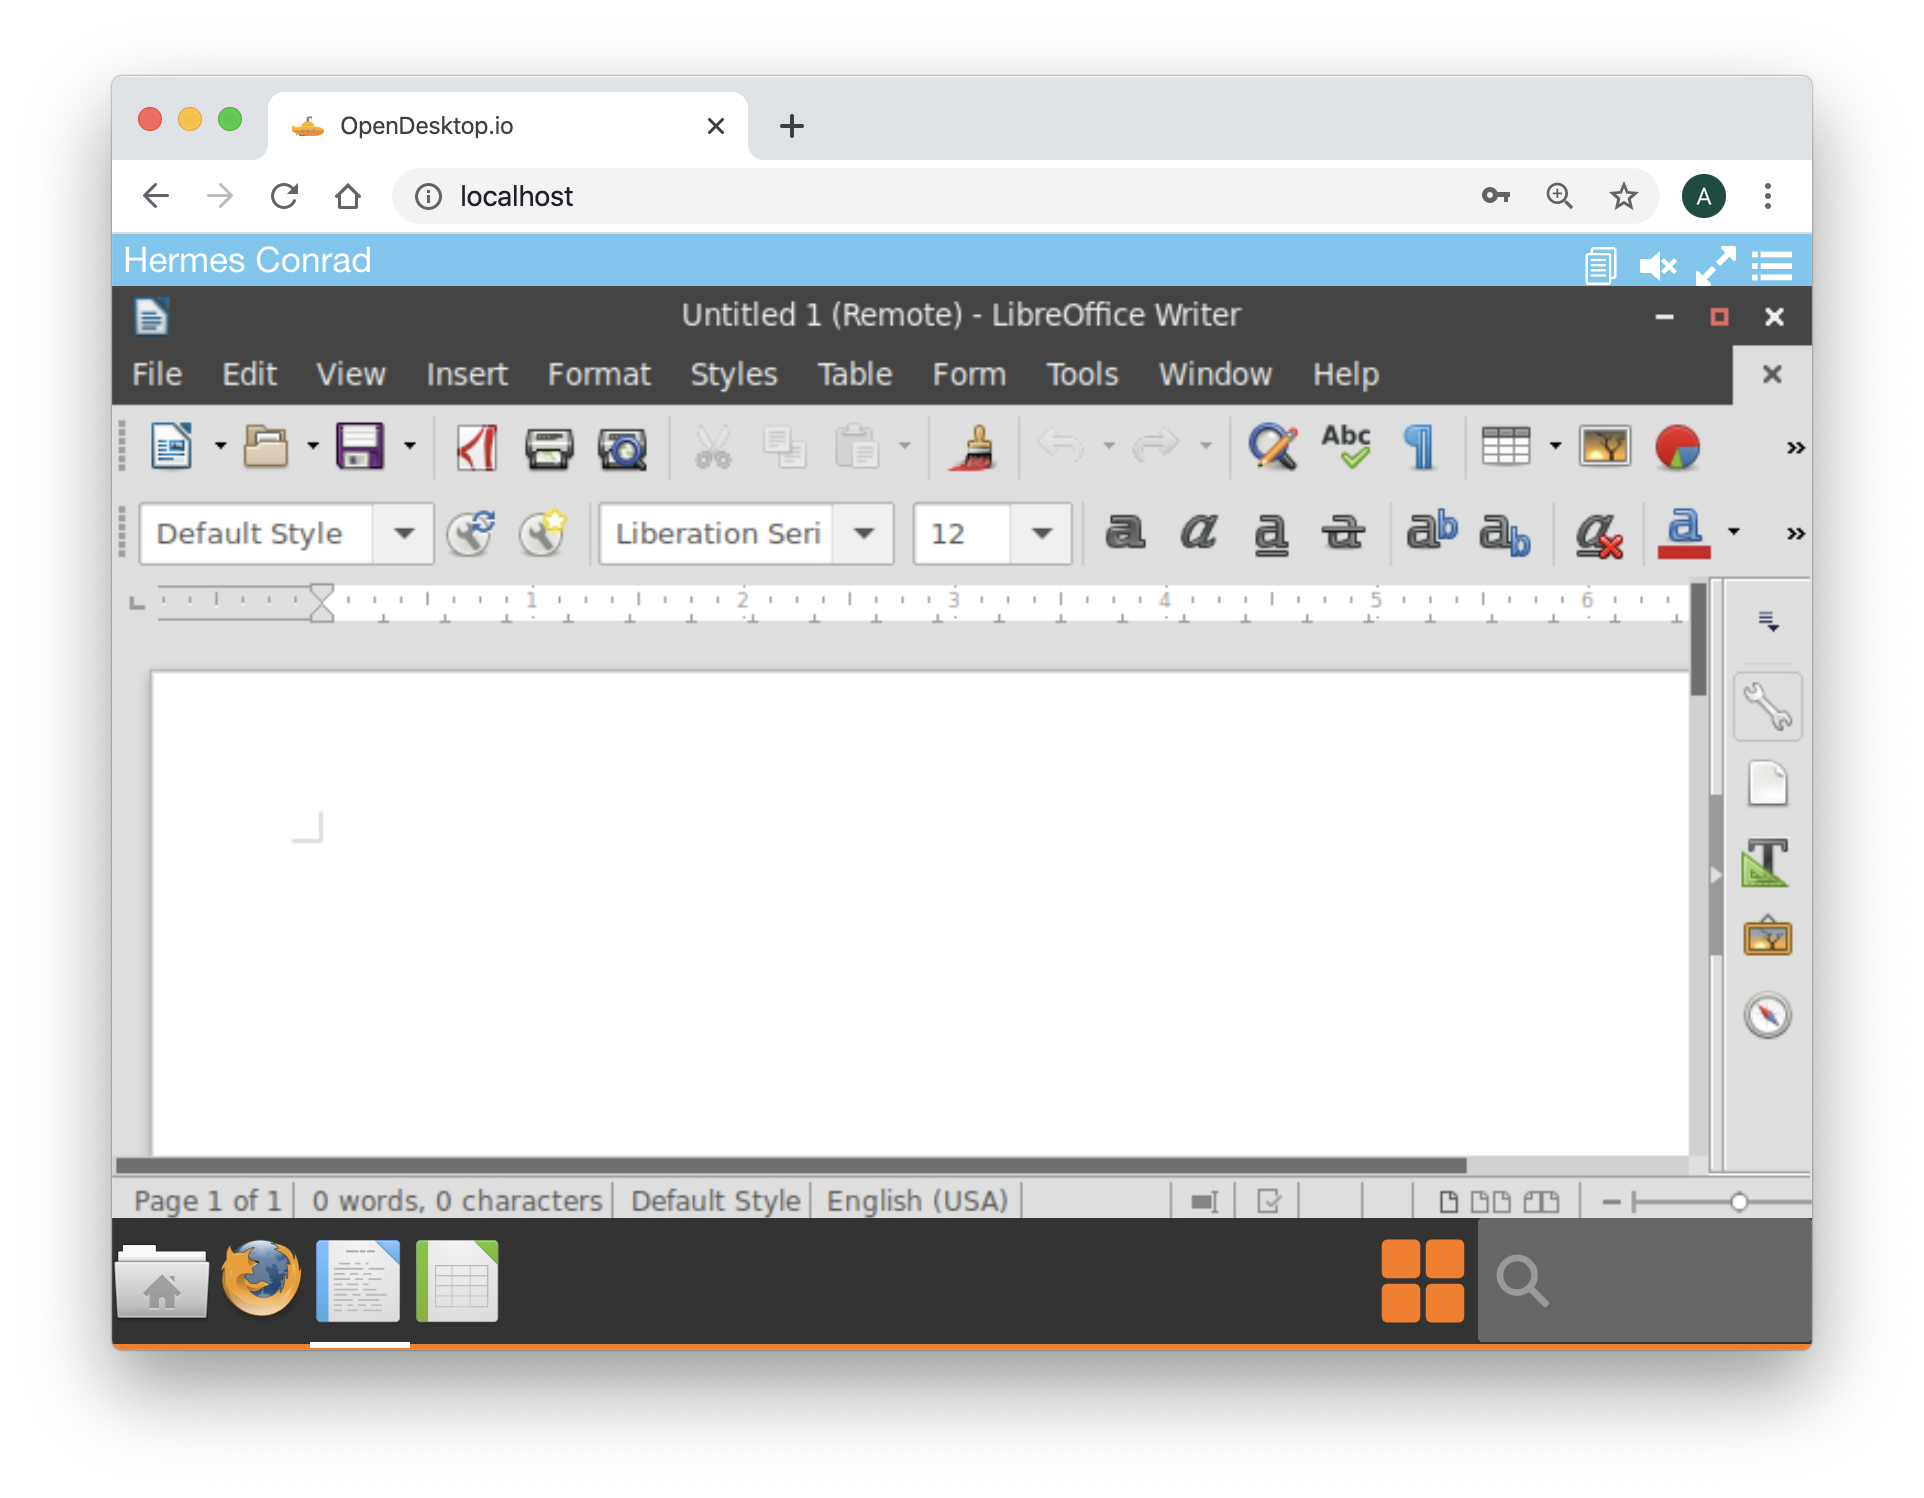 OpenDesktop.io
localhost
A
Hermes Conrad
Untitled 1 (Remote) - LibreOffice Writer
File Edit View Insert Format Styles Table Form Tools Window Help
Abc
Default Style Liberation Seri 12 a a a a ab ab a a
1 2 3 4 5 6
Page 1 of 1 0 words, 0 characters Default Style English (USA)